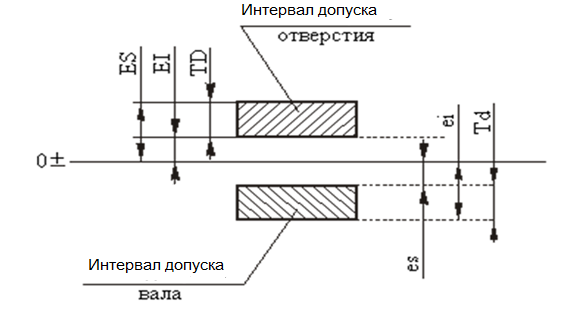 Интервал допуска
отверстия
ES
EI
TD
ei
Td
0±
es
Интервал допуска
вала